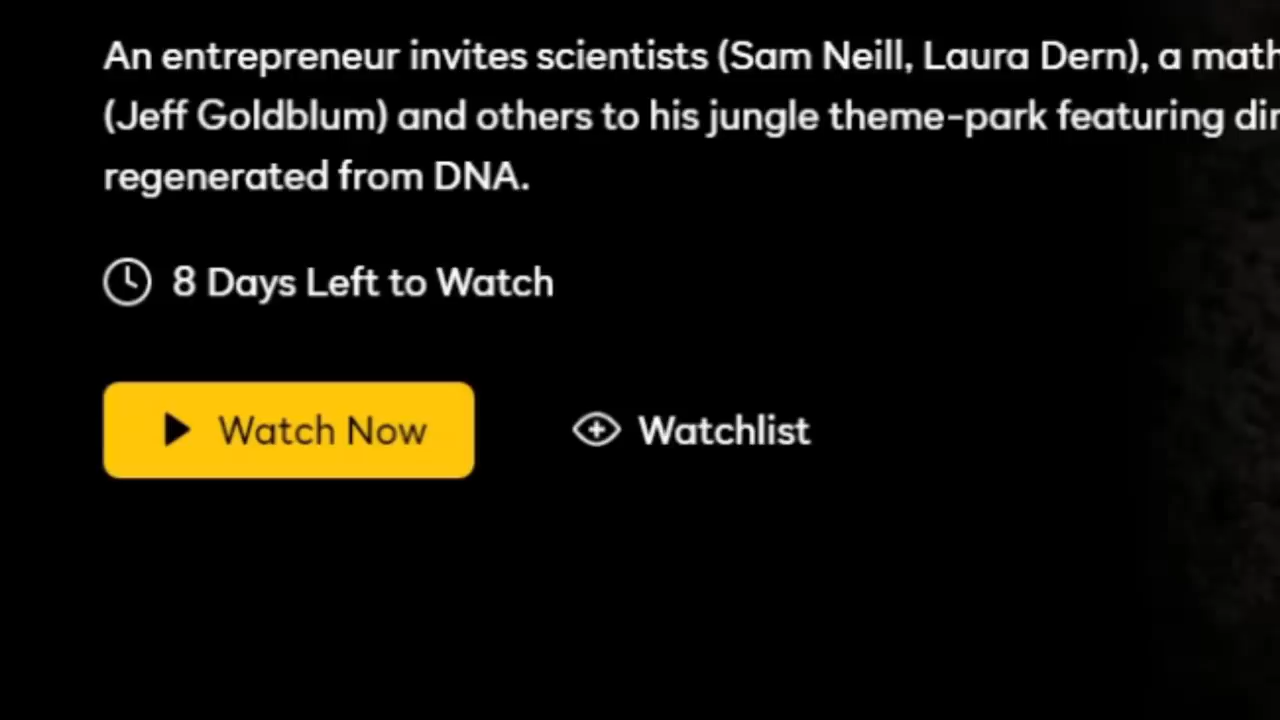 An entrepreneur invites scientists (Sam Neill, Laura Dern), a math
(Jeff Goldblum) and others to his jungle theme-park featuring din
regenerated from DNA.
8 Days Left to Watch
Watch Now
Watchlist